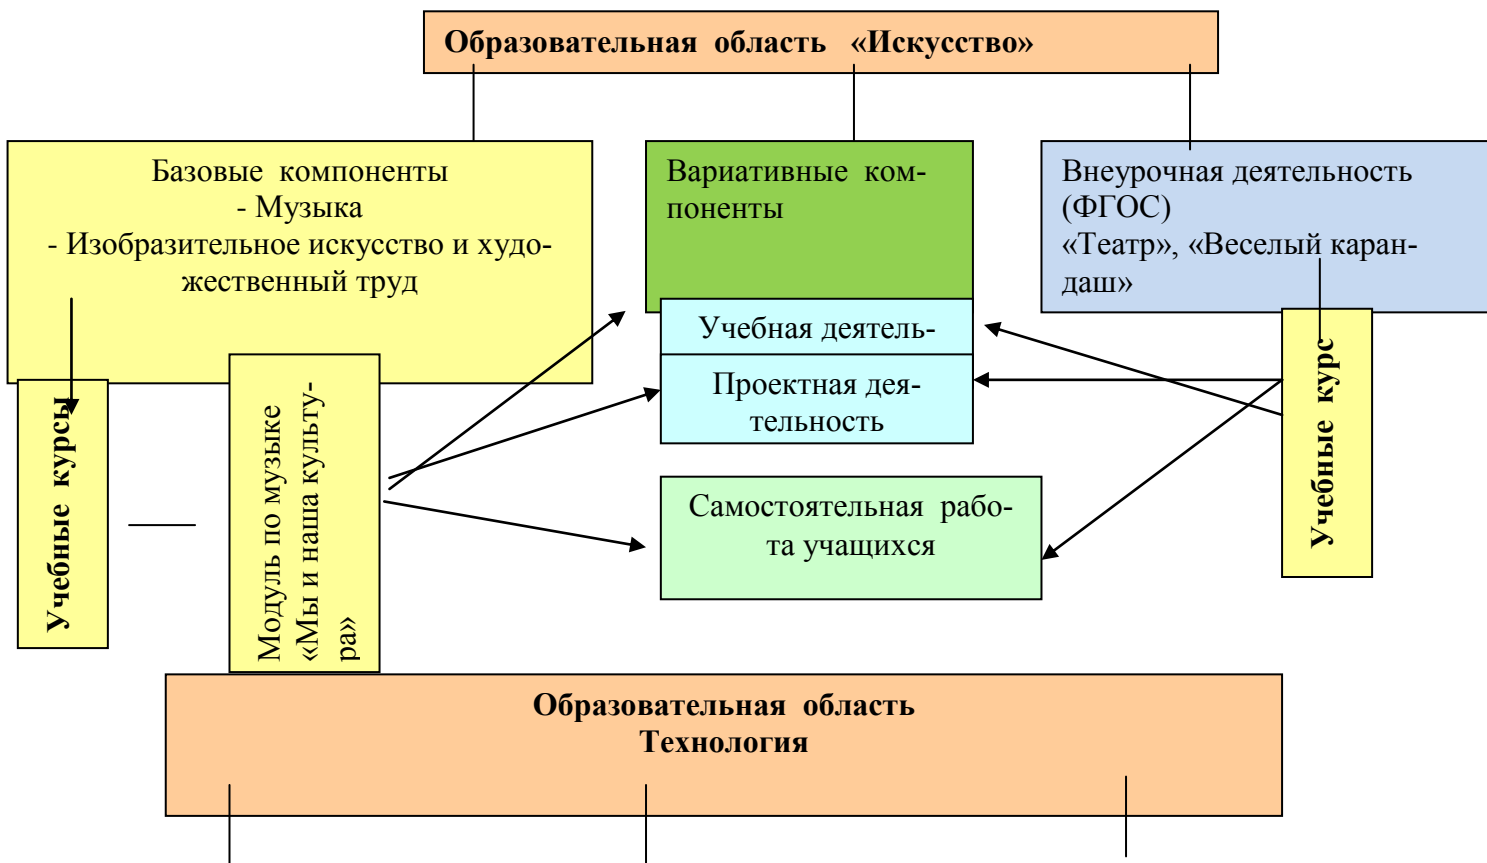 Образовательная область «Искусство»
Базовые компоненты
- Музыка
- Изобразительное искусство и худо-
жественный труд
Вариативные ком-
поненты
Внеурочная деятельность
(ФГОС)
«Театр», «Веселый каран-
даш»
Учебная деятель-
Проектная дея-
тельность
Самостоятельная рабо-
та учащихся
Учебные курсы
Модуль по музыке
«Мы и наша культу-
ра»
Учебные курс
Образовательная область
Технология